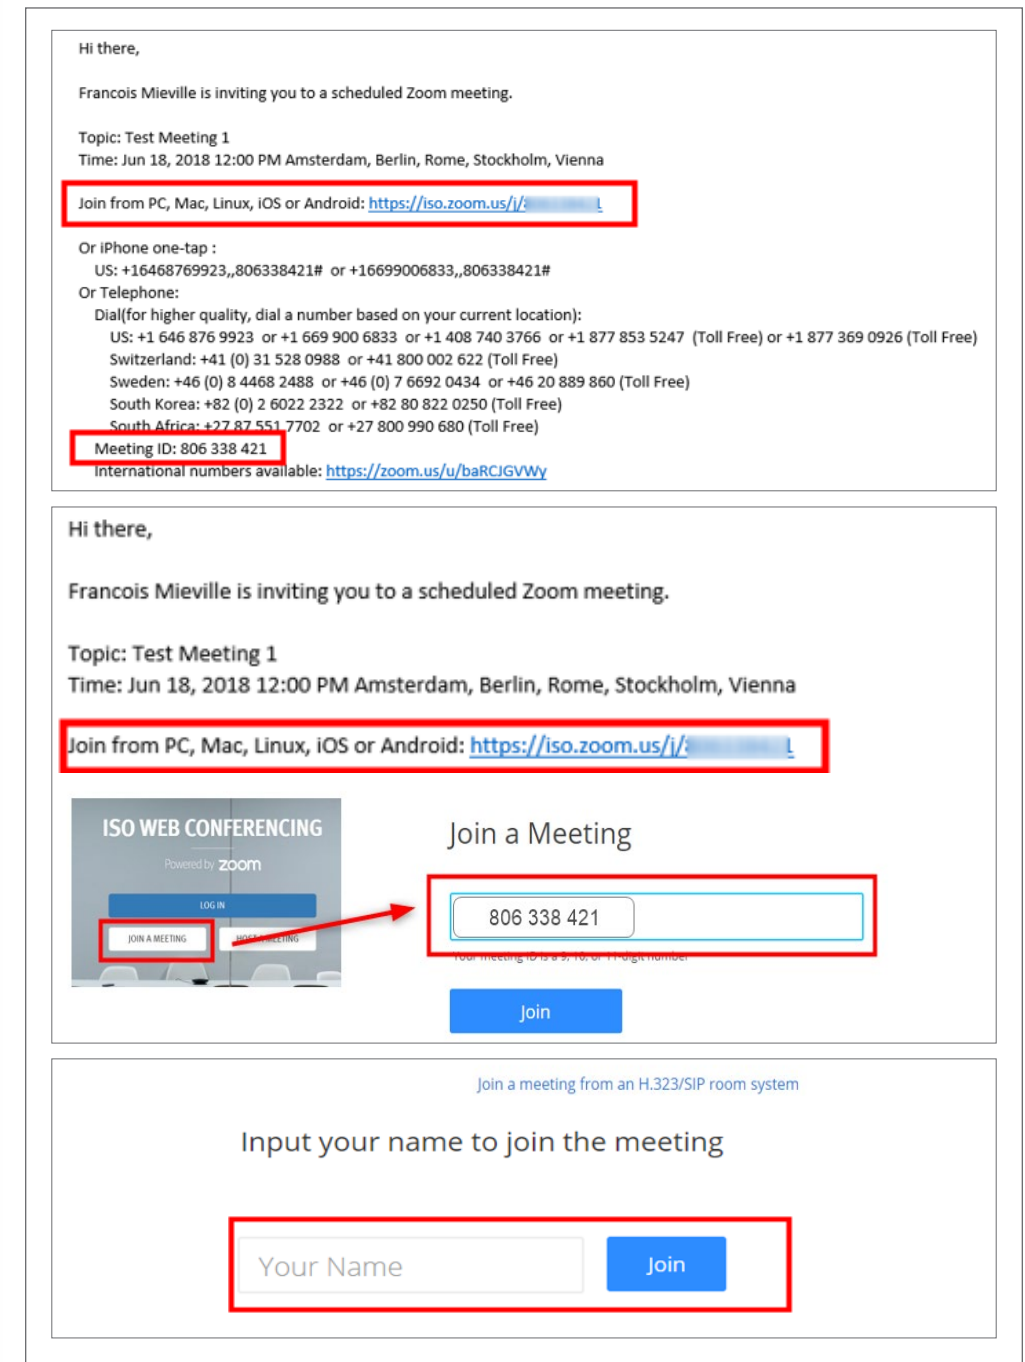 Hi there,
Francois Mieville is inviting you to a scheduled Zoom meeting.
Topic: Test Meeting 1
Time: Jun 18, 2018 12:00 PM Amsterdam, Berlin, Rome, Stockholm, Vienna
Join from PC, Mac, Linux, iOS or Android: https://iso.zoom.us/j/
Or iPhone one-tap :
US: +16468769923,,806338421# or +16699006833,,806338421#
Or Telephone:
Dial(for higher quality, dial a number based on your current location):
US: +1 646 876 9923 or +1 669 900 6833 or +1 408 740 3766 or +1 877 853 5247 (Toll Free) or +1 877 369 0926 (Toll Free)
Switzerland: +41 (0) 31 528 0988 or +41 800 002 622 (Toll Free)
Sweden: +46 (0) 8 4468 2488 or +46 (0) 7 6692 0434 or +46 20 889 860 (Toll Free)
South Korea: +82 (0) 2 6022 2322 or +82 80 822 0250 (Toll Free)
South Africa: +27 87 551 7702 or +27 800 990 680 (Toll Free)
Meeting ID: 806 338 421
International numbers available: https://zoom.us/u/baRCJGVWy
Hi there,
Francois Mieville is inviting you to a scheduled Zoom meeting.
Topic: Test Meeting 1
Time: Jun 18, 2018 12:00 PM Amsterdam, Berlin, Rome, Stockholm, Vienna
Join from PC, Mac, Linux, iOS or Android: https://iso.zoom.us/j/
ISO WEB CONFERENCING
Powered by zoom
LOG IN
JOIN A MEETING
HOST A MEETING
Join a Meeting
806 338 421
Your meeting ID is a 9, 10, or 11-digit number
Join
Join a meeting from an H.323/SIP room system
Input your name to join the meeting
Your Name
Join